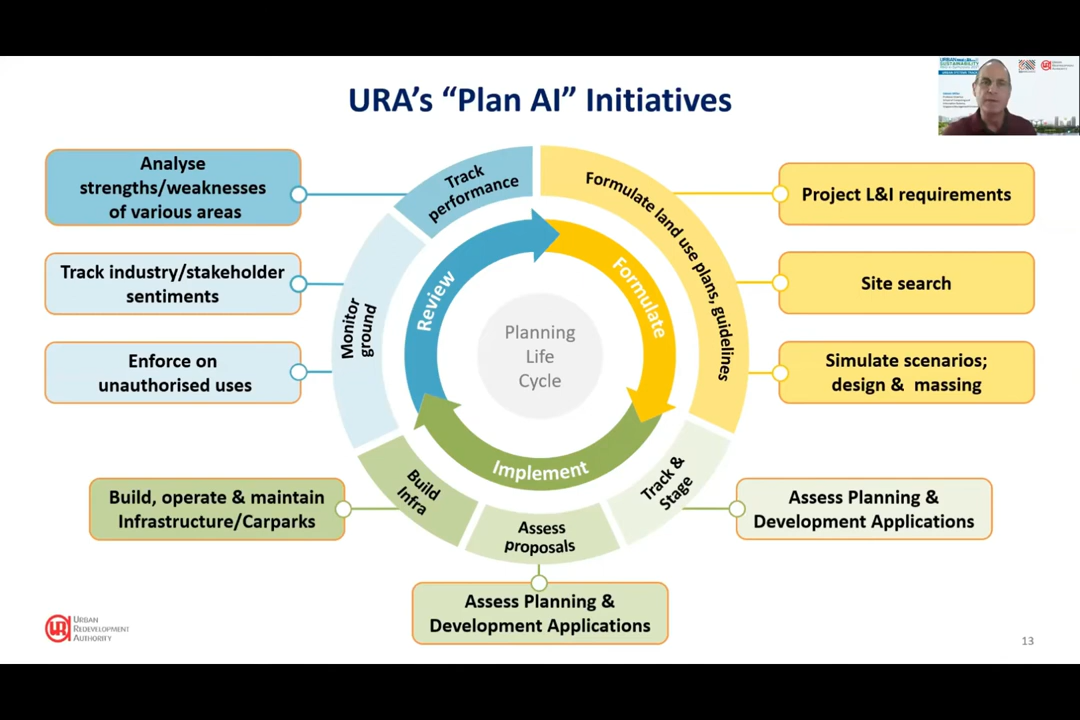 URA's “Plan AI” Initiatives
Analyse
strengths/weaknesses
of various areas
Track industry/stakeholder
sentiments
Enforce on
unauthorised uses
Build, operate & maintain
Infrastructure/Carparks
Track
performance
Monitor
ground
Build
Infra
Assess
proposals
Track &
Stage
Formulate land use plans, guidelines
Review
Formulate
Implement
Planning
Life
Cycle
Project L&I requirements
Site search
Simulate scenarios;
design & massing
Assess Planning &
Development Applications
Assess Planning &
Development Applications
URBAN
REDEVELOPMENT
AUTHORITY
13
SUSTAINABILITY